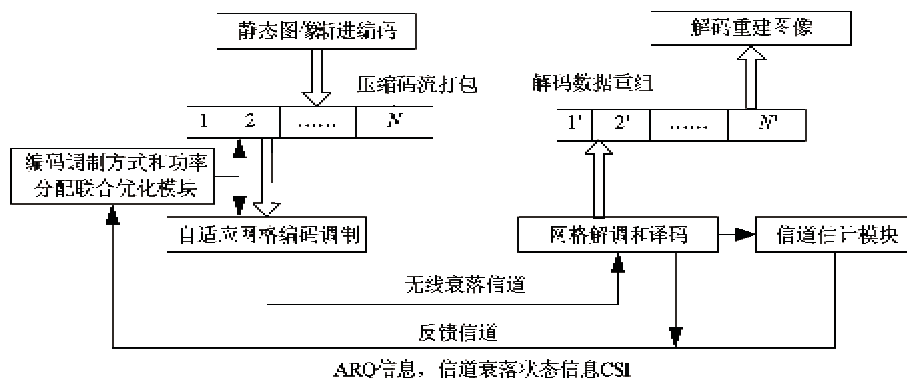 静态图像渐进编码
解码重建图像
压缩码流打包
解码数据重组
1 2 …… N
1' 2' …… N'
编码调制方式和功率
分配联合优化模块
自适应网格编码调制
网格解调和译码
信道估计模块
无线衰落信道
反馈信道
ARQ信息，信道衰落状态信息CSI